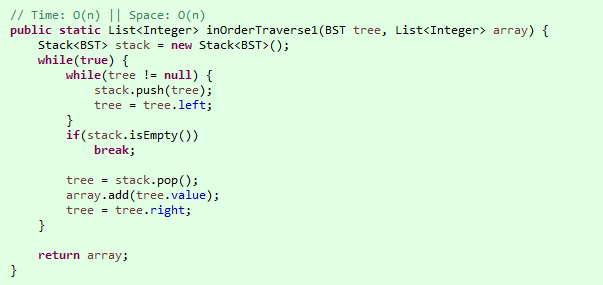 // Time: O(n) || Space: O(n)
public static List<Integer> inOrderTraverse1(BST tree, List<Integer> array) {
    Stack<BST> stack = new Stack<BST>();
    while(true) {
        while(tree != null) {
            stack.push(tree);
            tree = tree.left;
        }
        if(stack.isEmpty())
            break;

        tree = stack.pop();
        array.add(tree.value);
        tree = tree.right;
    }

    return array;
}